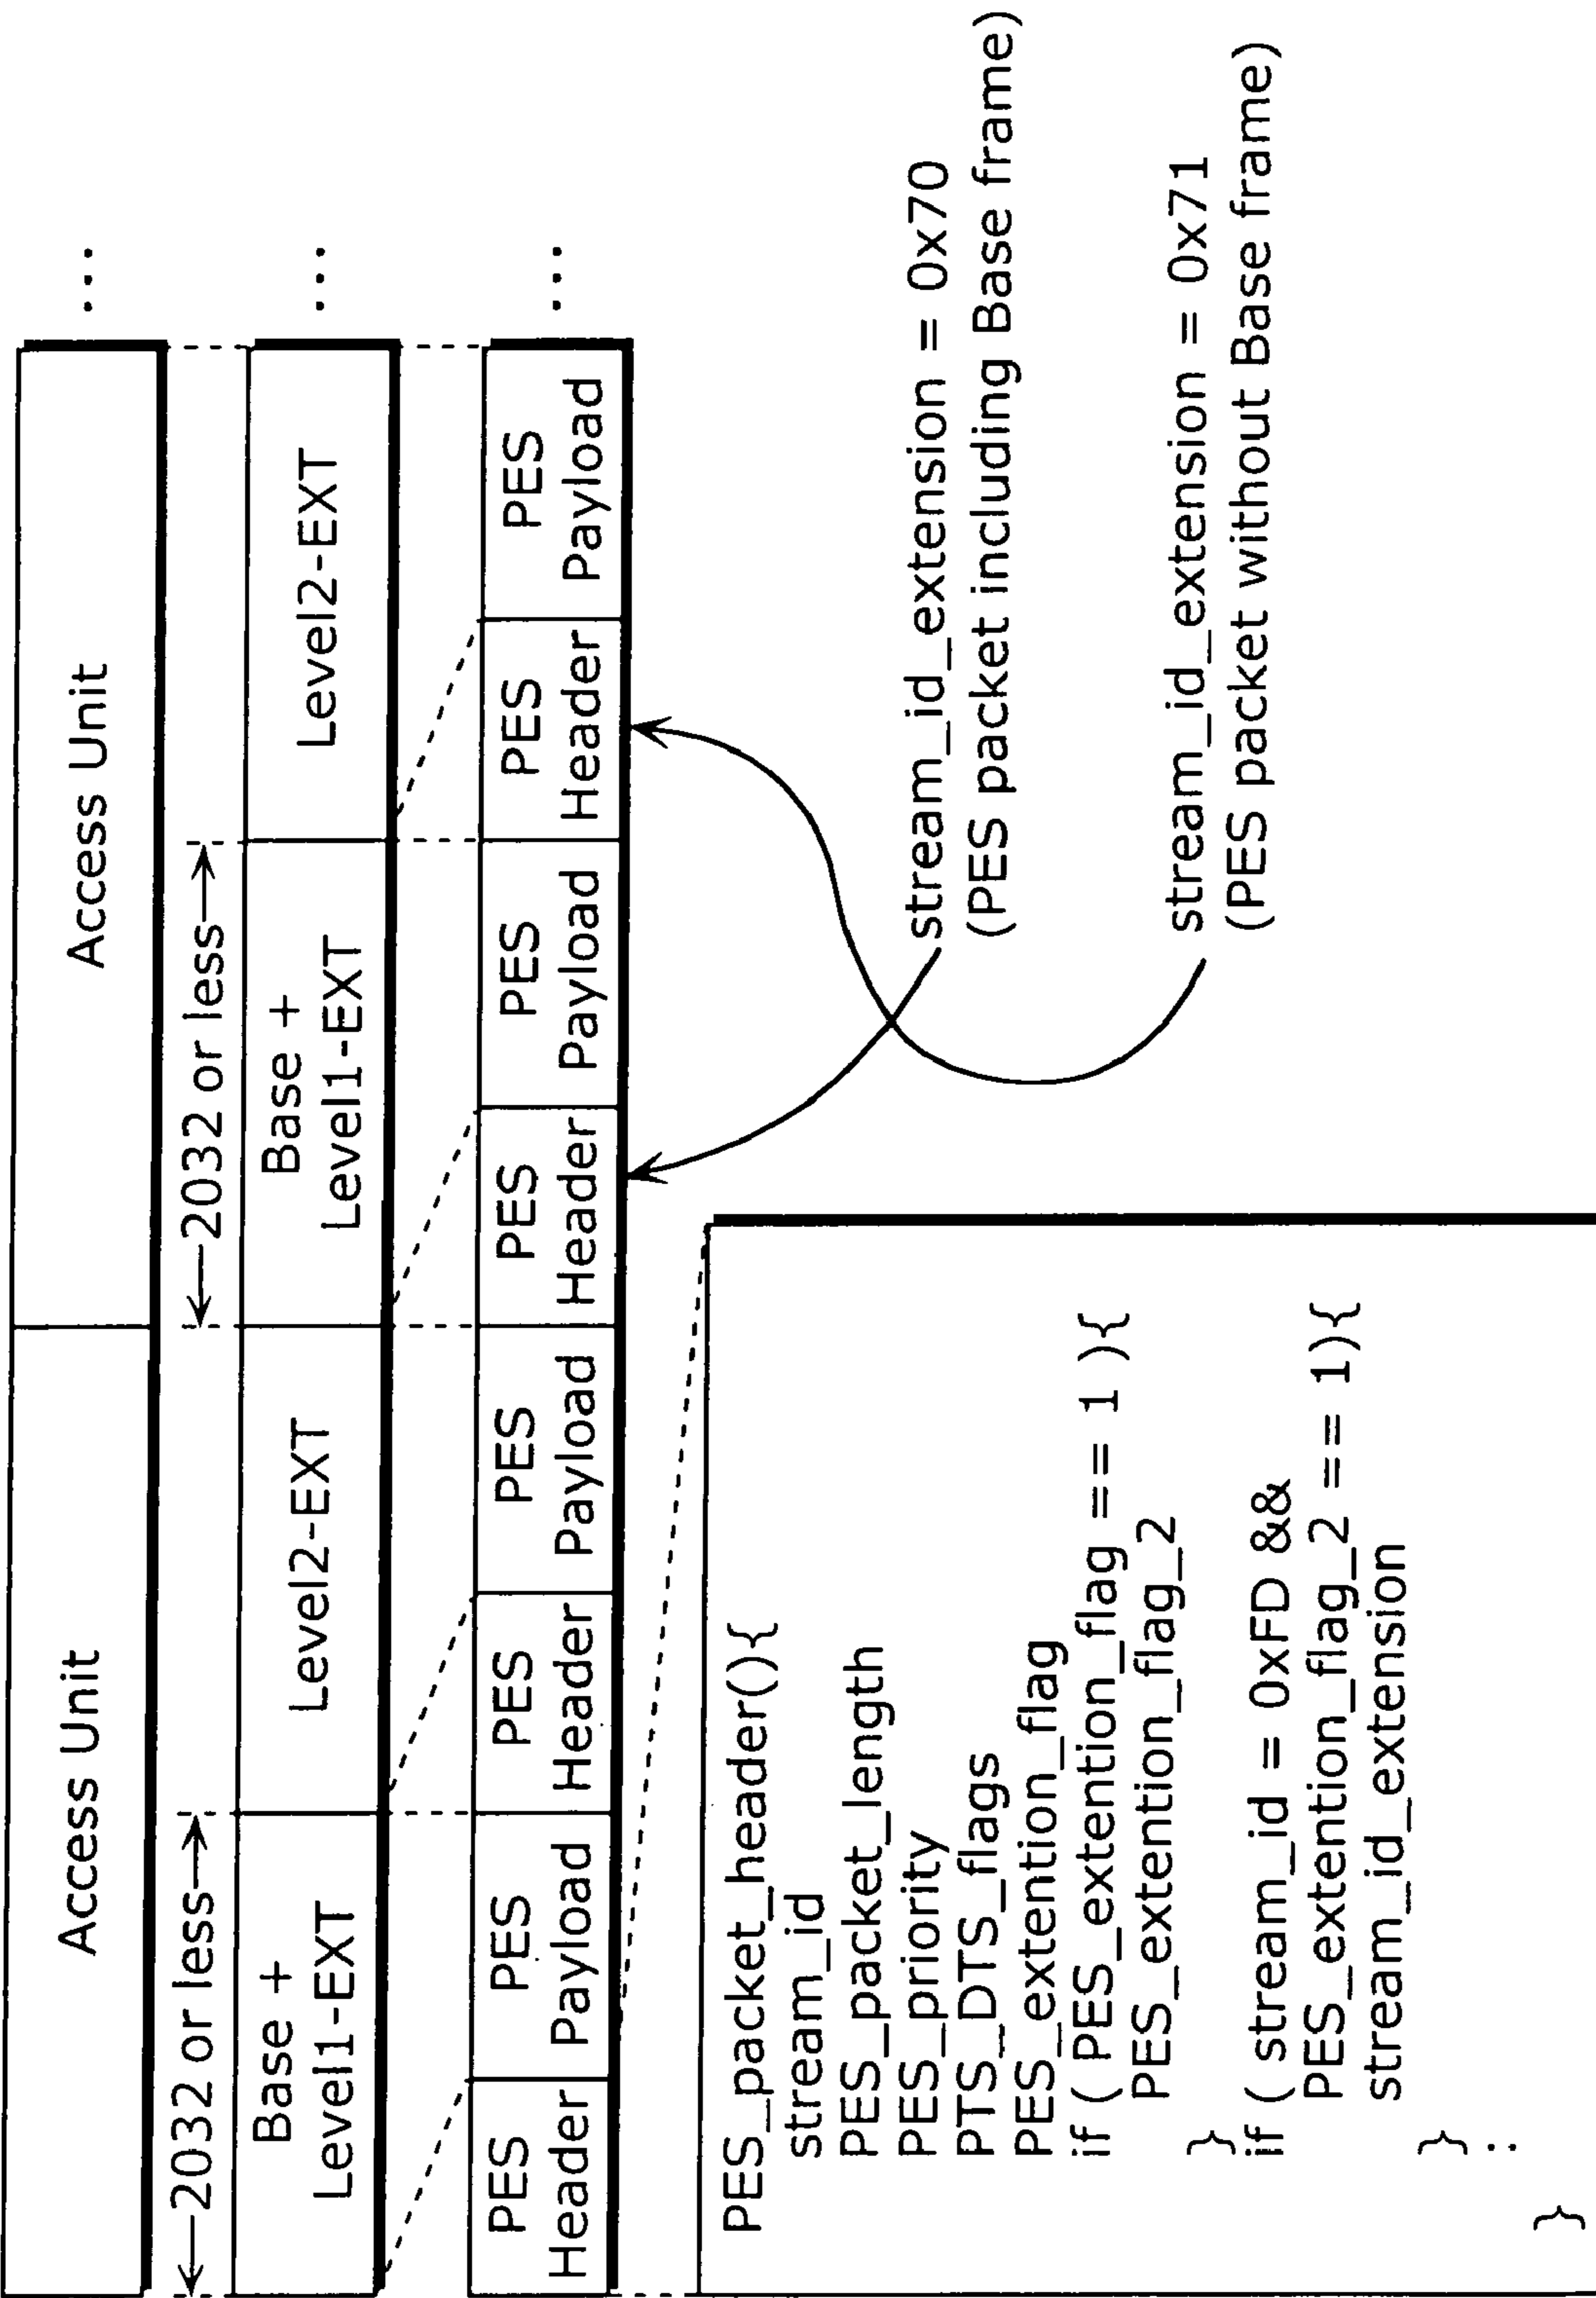 Access Unit
Access Unit
...
2032 or less
2032 or less
Base +
Level1-EXT
Level2-EXT
Base +
Level1-EXT
Level2-EXT
...
PES
Header
PES
Payload
PES
Header
PES
Payload
PES
Header
PES
Payload
PES
Header
PES
Payload
...
PES_packet_header(){
stream_id
PES_packet_length
PES_priority
PTS_DTS_flags
PES_extention_flag
if (PES_extention_flag == 1 ){
PES_extention_flag_2
}
if ( stream_id = 0xFD &&
PES_extention_flag_2 == 1){
stream_id_extension
}
:
}
stream_id_extension = 0x70
(PES packet including Base frame)
stream_id_extension = 0x71
(PES packet without Base frame)